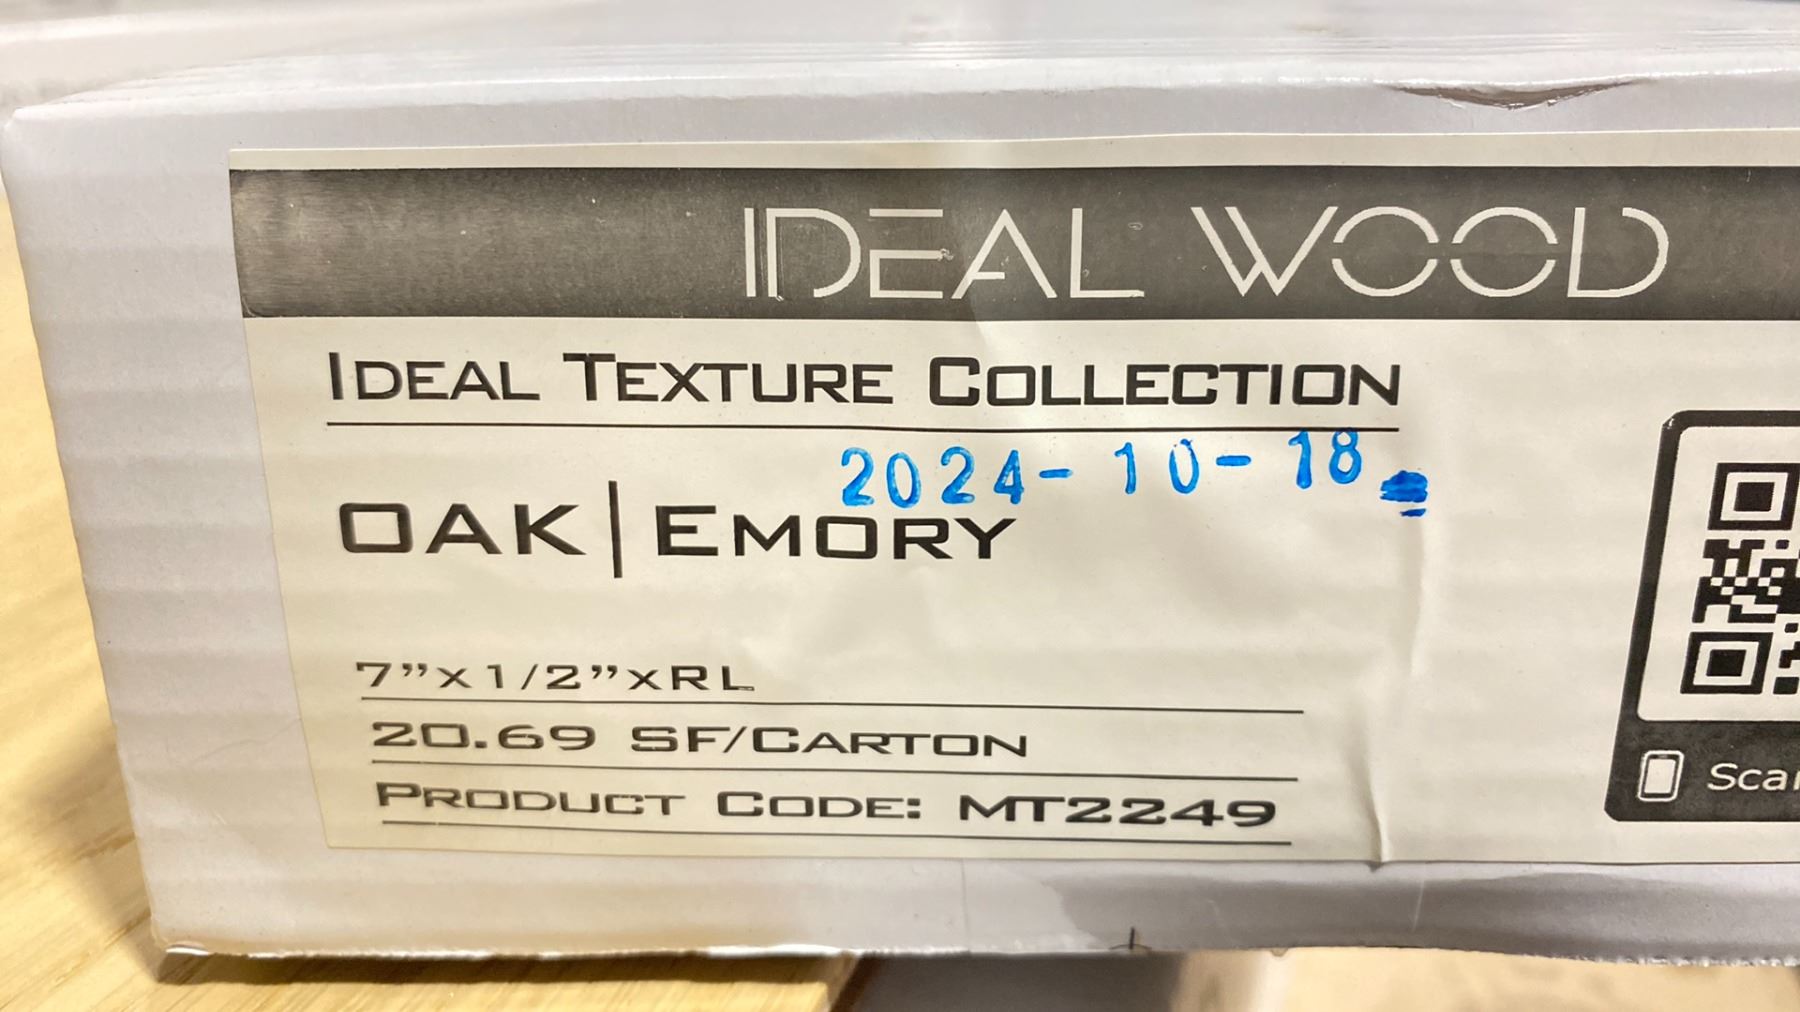 IDEAL WOOD
IDEAL TEXTURE COLLECTION
2024-10-18
OAK|EMORY
7”x1/2”xRL
20.69 SF/CARTON
PRODUCT CODE: MT2249